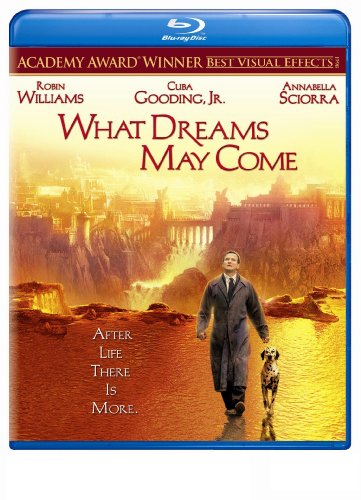 Blu-ray Disc
ACADEMY AWARD WINNER BEST VISUAL EFFECTS
ROBIN WILLIAMS
CUBA GOODING, JR.
ANNABELLA SCIORRA
WHAT DREAMS
MAY COME
AFTER
LIFE
THERE
IS
MORE.